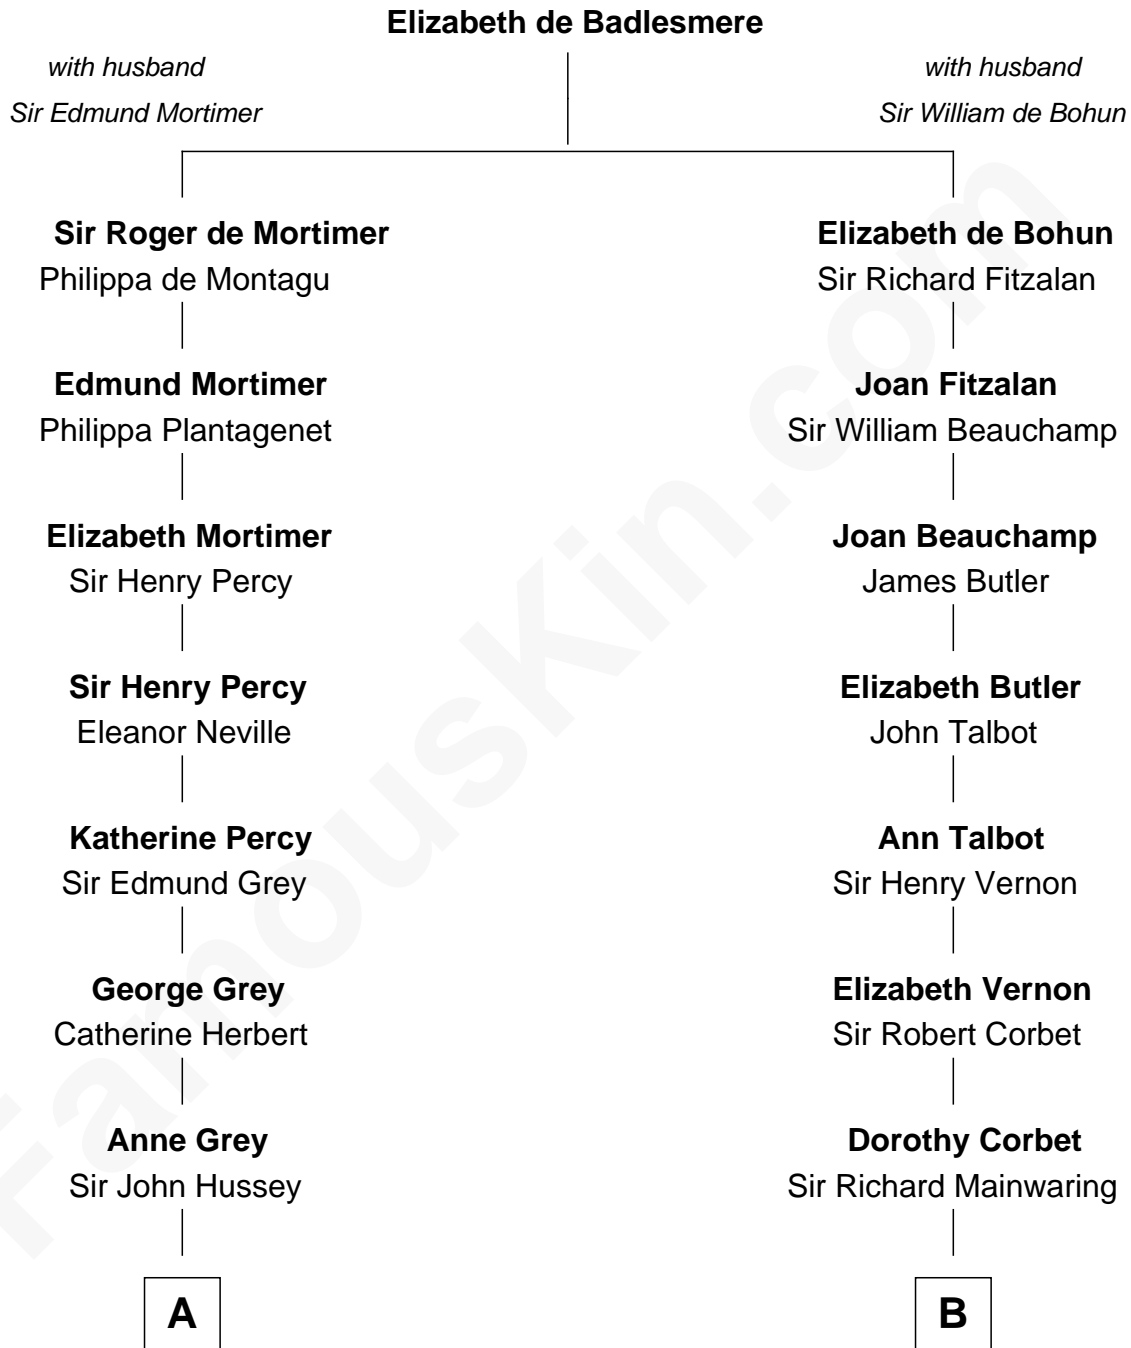 Elizabeth de Badlesmere
with husband
Sir Edmund Mortimer
with husband
Sir William de Bohun
Sir Roger de Mortimer
Philippa de Montagu
Elizabeth de Bohun
Sir Richard Fitzalan
Edmund Mortimer
Philippa Plantagenet
Joan Fitzalan
Sir William Beauchamp
Elizabeth Mortimer
Sir Henry Percy
Joan Beauchamp
James Butler
Sir Henry Percy
Eleanor Neville
Elizabeth Butler
John Talbot
Katherine Percy
Sir Edmund Grey
Ann Talbot
Sir Henry Vernon
George Grey
Catherine Herbert
Elizabeth Vernon
Sir Robert Corbet
Anne Grey
Sir John Hussey
Dorothy Corbet
Sir Richard Mainwaring
A
B
FamousKin.com